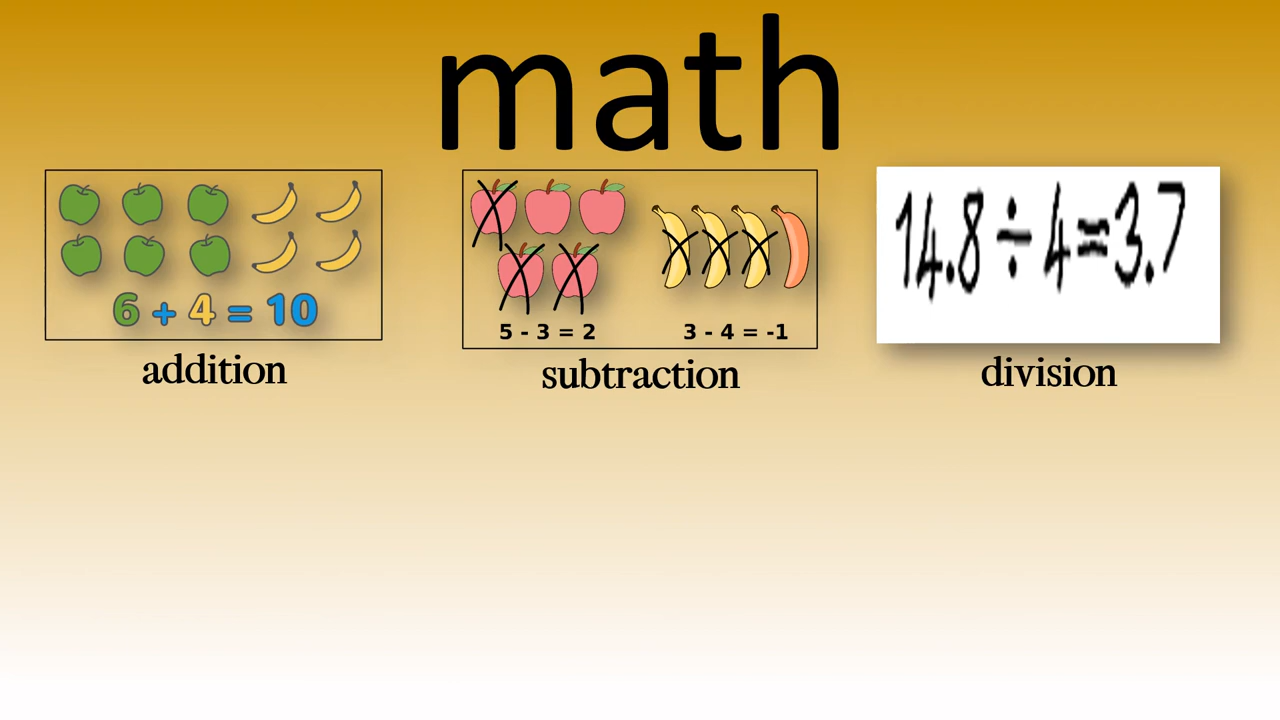 math
6 + 4 = 10
5 - 3 = 2
3 - 4 = -1
14.8 ÷ 4=3.7
addition
subtraction
division